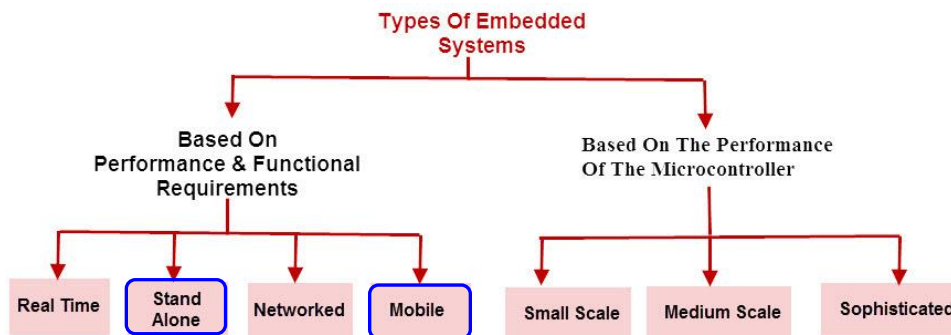 Types Of Embedded
Systems
Based On
Performance & Functional
Requirements
Based On The Performance
Of The Microcontroller
Real Time
Stand
Alone
Networked
Mobile
Small Scale
Medium Scale
Sophisticated